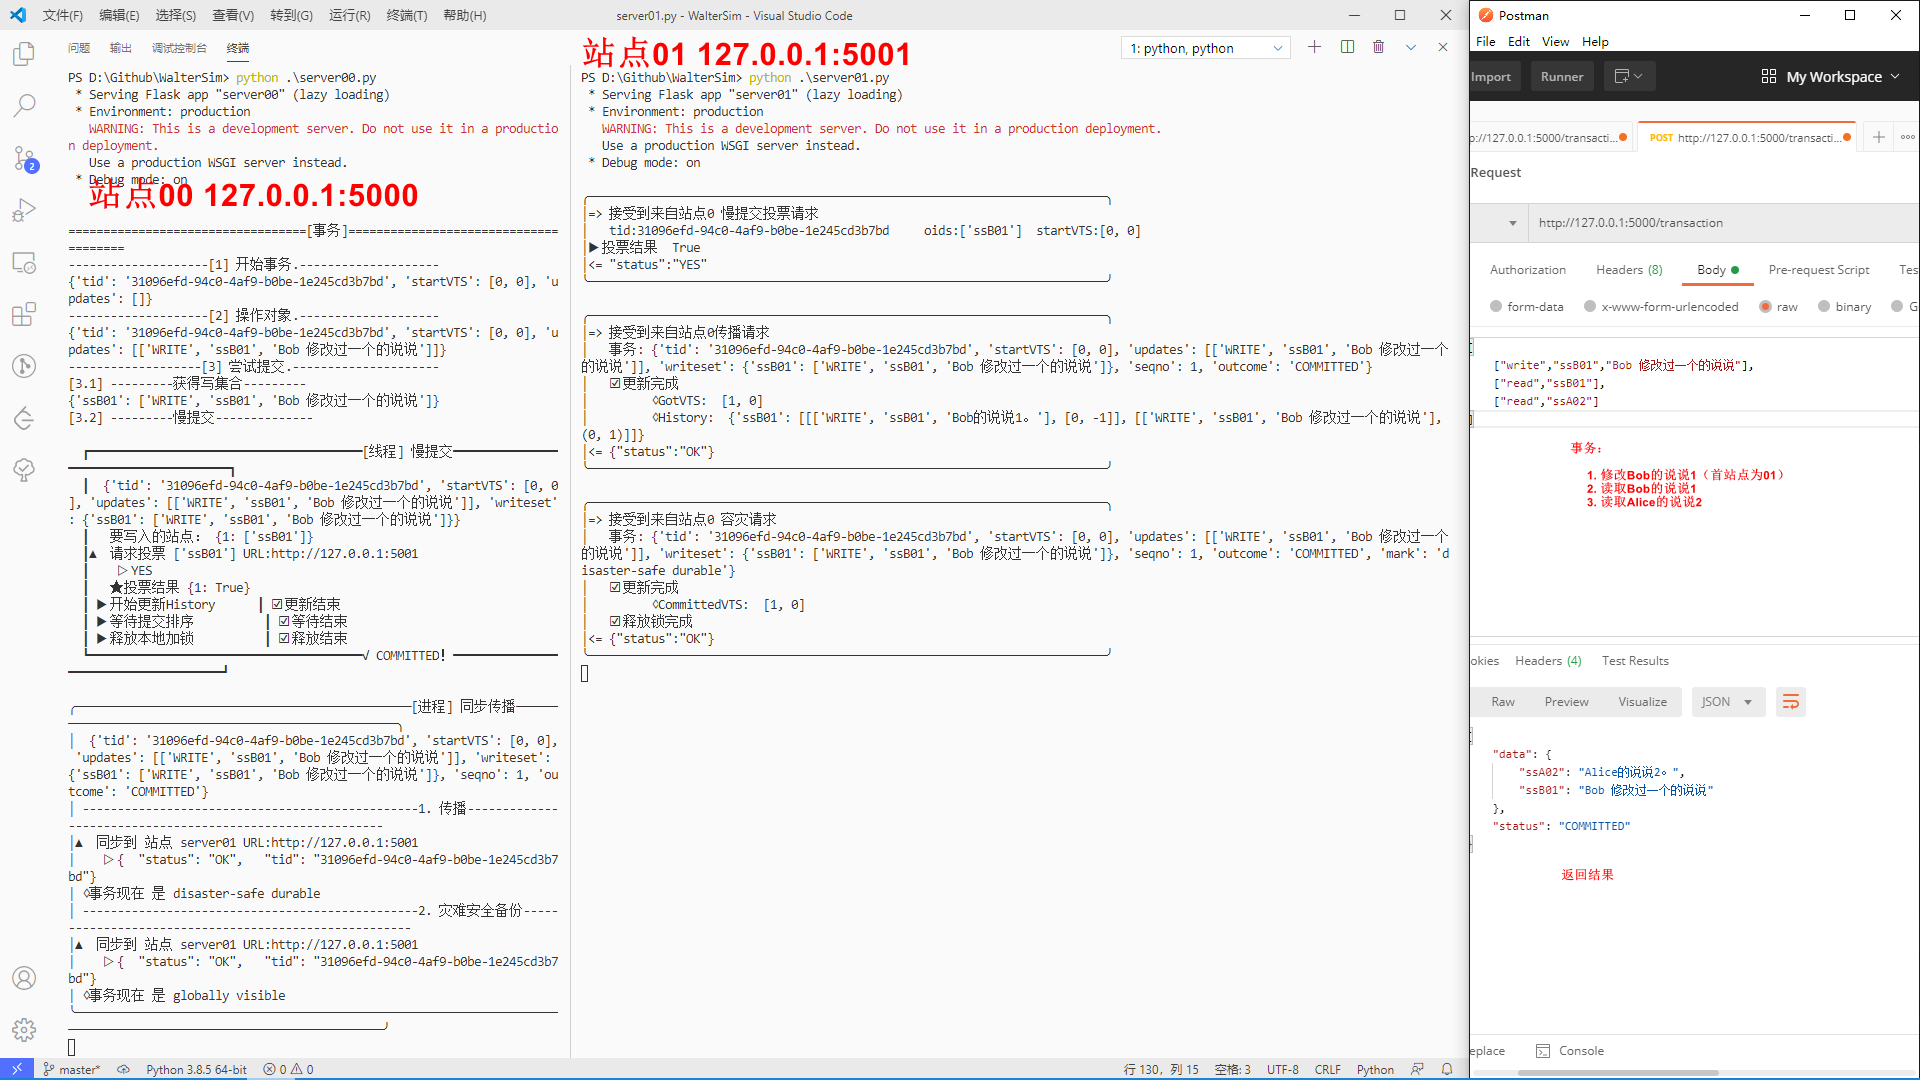 文件(F) 编辑(E) 选择(S) 查看(V) 转到(G) 运行(R) 终端(T) 帮助(H) server01.py - WalterSim - Visual Studio Code
问题 输出 调试控制台 终端
1: python, python
PS D:\Github\WalterSim> python .\server00.py
* Serving Flask app "server00" (lazy loading)
* Environment: production
WARNING: This is a development server. Do not use it in a productio
n deployment.
Use a production WSGI server instead.
* Debug mode: on
站点00 127.0.0.1:5000
==================================[事务]==============================
========
--------------------[1] 开始事务.--------------------
{'tid': '31096efd-94c0-4af9-b0be-1e245cd3b7bd', 'startVTS': [0, 0], 'u
pdates': []}
--------------------[2] 操作对象.--------------------
{'tid': '31096efd-94c0-4af9-b0be-1e245cd3b7bd', 'startVTS': [0, 0], 'u
pdates': [['WRITE', 'ssB01', 'Bob 修改过一个的说说']]}
-------------------[3] 尝试提交.---------------------
[3.1] ---------获得写集合---------
{'ssB01': ['WRITE', 'ssB01', 'Bob 修改过一个的说说']}
[3.2] ---------慢提交--------------
[线程] 慢提交
{'tid': '31096efd-94c0-4af9-b0be-1e245cd3b7bd', 'startVTS': [0, 0
], 'updates': [['WRITE', 'ssB01', 'Bob 修改过一个的说说']], 'writeset'
: {'ssB01': ['WRITE', 'ssB01', 'Bob 修改过一个的说说']}}
要写入的站点: {1: ['ssB01']}
▲ 请求投票 ['ssB01'] URL:http://127.0.0.1:5001
▷YES
★投票结果 {1: True}
▶开始更新History | ☑更新结束
▶等待提交排序 | ☑等待结束
▶释放本地加锁 | ☑释放结束
√ COMMITTED!
[进程] 同步传播
{'tid': '31096efd-94c0-4af9-b0be-1e245cd3b7bd', 'startVTS': [0, 0],
'updates': [['WRITE', 'ssB01', 'Bob 修改过一个的说说']], 'writeset':
{'ssB01': ['WRITE', 'ssB01', 'Bob 修改过一个的说说']}, 'seqno': 1, 'ou
tcome': 'COMMITTED'}
------------------------------------------------1. 传播-------------
---------------------------------------------
▲ 同步到 站点 server01 URL:http://127.0.0.1:5001
▷{ "status": "OK", "tid": "31096efd-94c0-4af9-b0be-1e245cd3b7
bd"}
◊事务现在 是 disaster-safe durable
------------------------------------------------2. 灾难安全备份-----
-------------------------------------------------
▲ 同步到 站点 server01 URL:http://127.0.0.1:5001
▷{ "status": "OK", "tid": "31096efd-94c0-4af9-b0be-1e245cd3b7
bd"}
◊事务现在 是 globally visible
站点01 127.0.0.1:5001
PS D:\Github\WalterSim> python .\server01.py
* Serving Flask app "server01" (lazy loading)
* Environment: production
WARNING: This is a development server. Do not use it in a production deployment.
Use a production WSGI server instead.
* Debug mode: on
=> 接受到来自站点0 慢提交投票请求
tid:31096efd-94c0-4af9-b0be-1e245cd3b7bd oids:['ssB01'] startVTS:[0, 0]
▶投票结果 True
<= "status":"YES"
=> 接受到来自站点0传播请求
事务: {'tid': '31096efd-94c0-4af9-b0be-1e245cd3b7bd', 'startVTS': [0, 0], 'updates': [['WRITE', 'ssB01', 'Bob 修改过一个
的说说']], 'writeset': {'ssB01': ['WRITE', 'ssB01', 'Bob 修改过一个的说说']}, 'seqno': 1, 'outcome': 'COMMITTED'}
☑更新完成
◊GotVTS: [1, 0]
◊History: {'ssB01': [[['WRITE', 'ssB01', 'Bob的说说1。'], [0, -1]], [['WRITE', 'ssB01', 'Bob 修改过一个的说说'],
(0, 1)]]}
<= {"status":"OK"}
=> 接受到来自站点0 容灾请求
事务: {'tid': '31096efd-94c0-4af9-b0be-1e245cd3b7bd', 'startVTS': [0, 0], 'updates': [['WRITE', 'ssB01', 'Bob 修改过一个
的说说']], 'writeset': {'ssB01': ['WRITE', 'ssB01', 'Bob 修改过一个的说说']}, 'seqno': 1, 'outcome': 'COMMITTED', 'mark': 'd
isaster-safe durable'}
☑更新完成
◊CommittedVTS: [1, 0]
☑释放锁完成
<= {"status":"OK"}
2
master* Python 3.8.5 64-bit 0 0 行 130，列 15 空格: 3 UTF-8 CRLF Python
Postman
File Edit View Help
Import Runner My Workspace
p://127.0.0.1:5000/transacti... POST http://127.0.0.1:5000/transacti...
Request
http://127.0.0.1:5000/transaction
Authorization Headers (8) Body Pre-request Script Tes
form-data x-www-form-urlencoded raw binary G
[
["write","ssB01","Bob 修改过一个的说说"],
["read","ssB01"],
["read","ssA02"]
]
事务:
1. 修改Bob的说说1（首站点为01）
2. 读取Bob的说说1
3. 读取Alice的说说2
okies Headers (4) Test Results
Raw Preview Visualize JSON
{
"data": {
"ssA02": "Alice的说说2。",
"ssB01": "Bob 修改过一个的说说"
},
"status": "COMMITTED"
}
返回结果
eplace Console